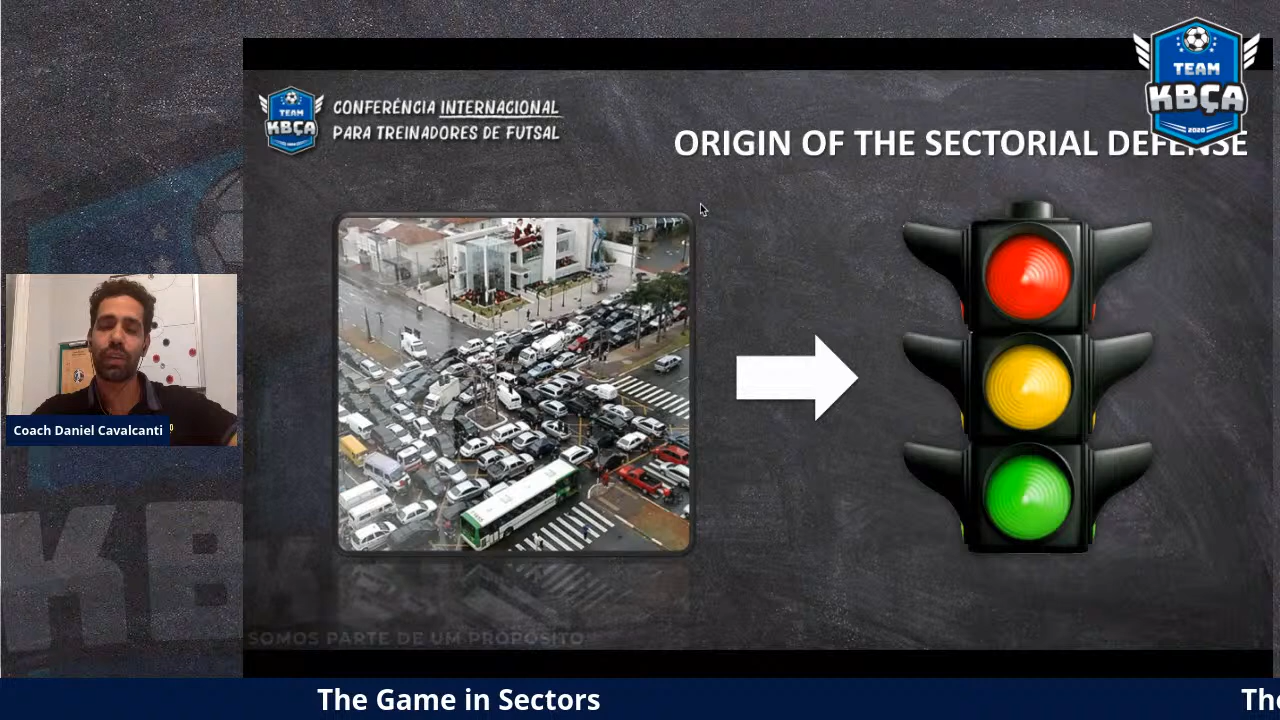 TEAM
KBÇA
2020
TEAM
KBÇA
CONFERÊNCIA INTERNACIONAL
PARA TREINADORES DE FUTSAL
ORIGIN OF THE SECTORIAL DEFENSE
Coach Daniel Cavalcanti
KB
SOMOS PARTE DE UM PROPÓSITO
The Game in Sectors
The